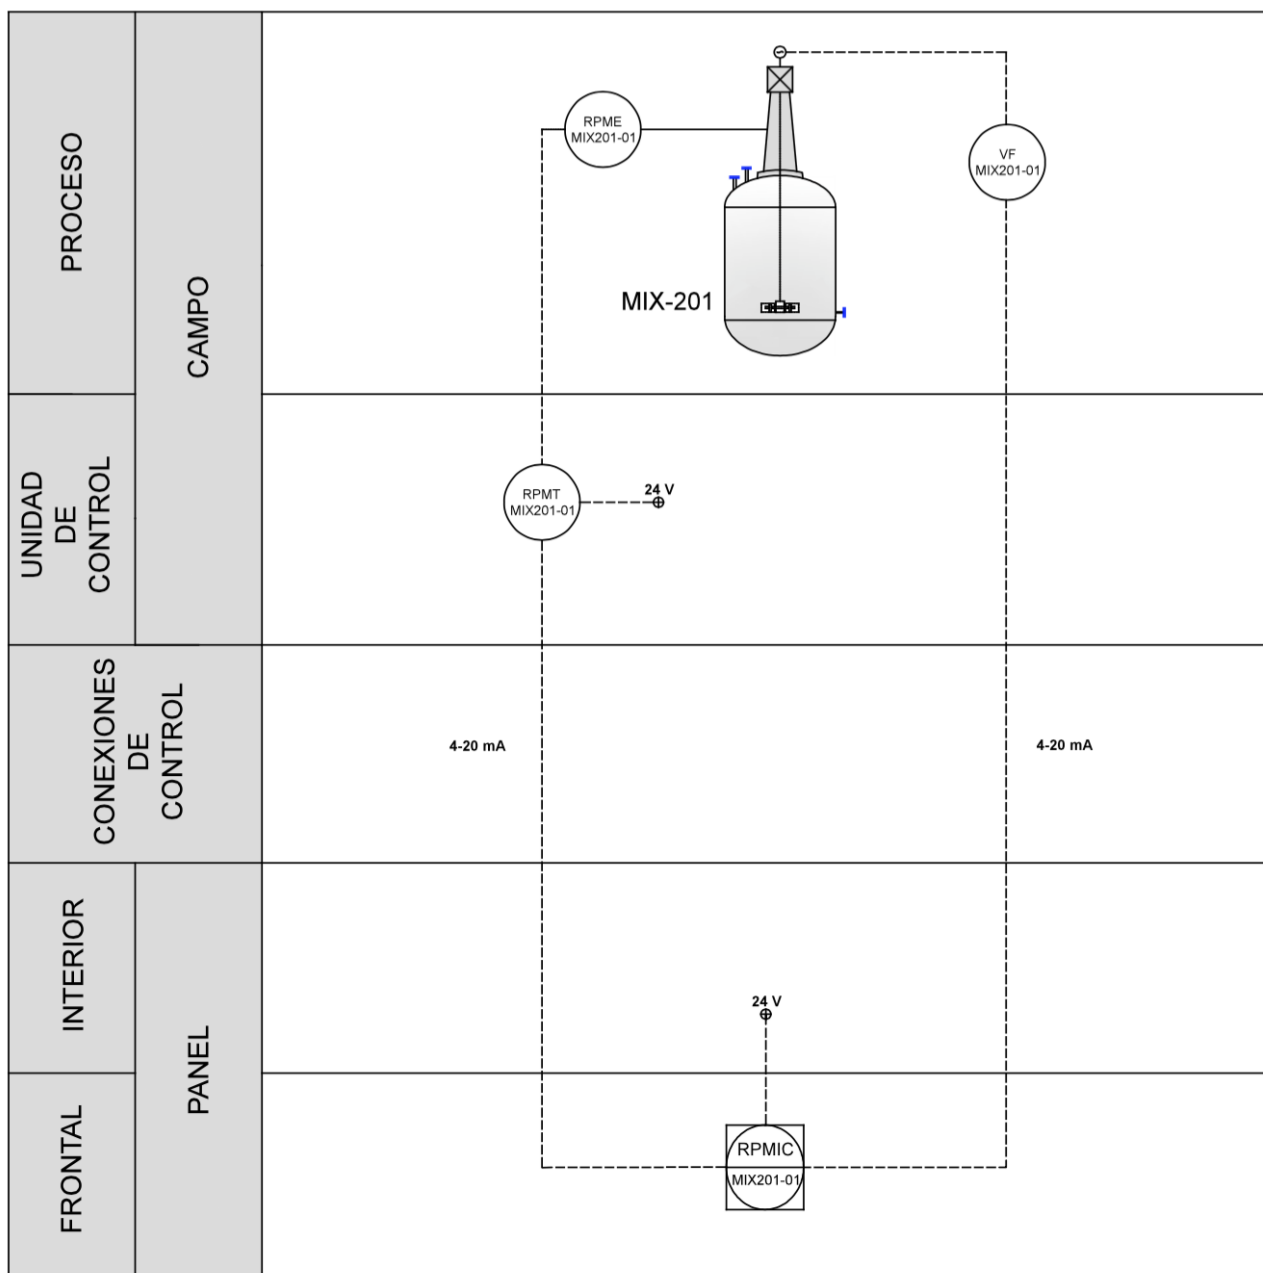 PROCESO
CAMPO
RPME
MIX201-01
VF
MIX201-01
MIX-201
UNIDAD
DE
CONTROL
RPMT
MIX201-01
24 V
CONEXIONES
DE
CONTROL
4-20 mA
4-20 mA
INTERIOR
PANEL
24 V
FRONTAL
RPMIC
MIX201-01